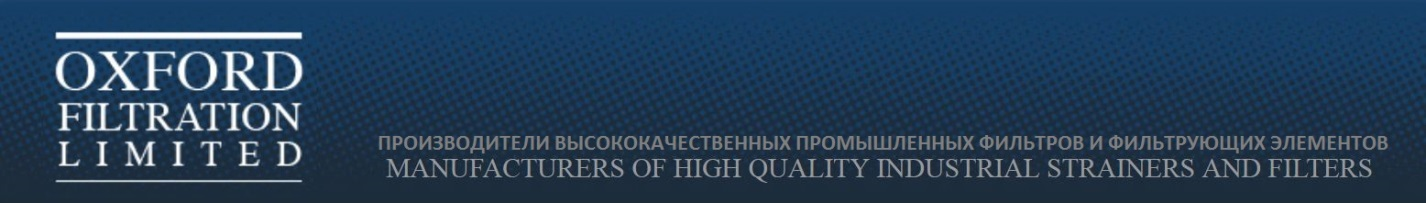 OXFORD
FILTRATION
LIMITED
ПРОИЗВОДИТЕЛИ ВЫСОКОКАЧЕСТВЕННЫХ ПРОМЫШЛЕННЫХ ФИЛЬТРОВ И ФИЛЬТРУЮЩИХ ЭЛЕМЕНТОВ
MANUFACTURERS OF HIGH QUALITY INDUSTRIAL STRAINERS AND FILTERS